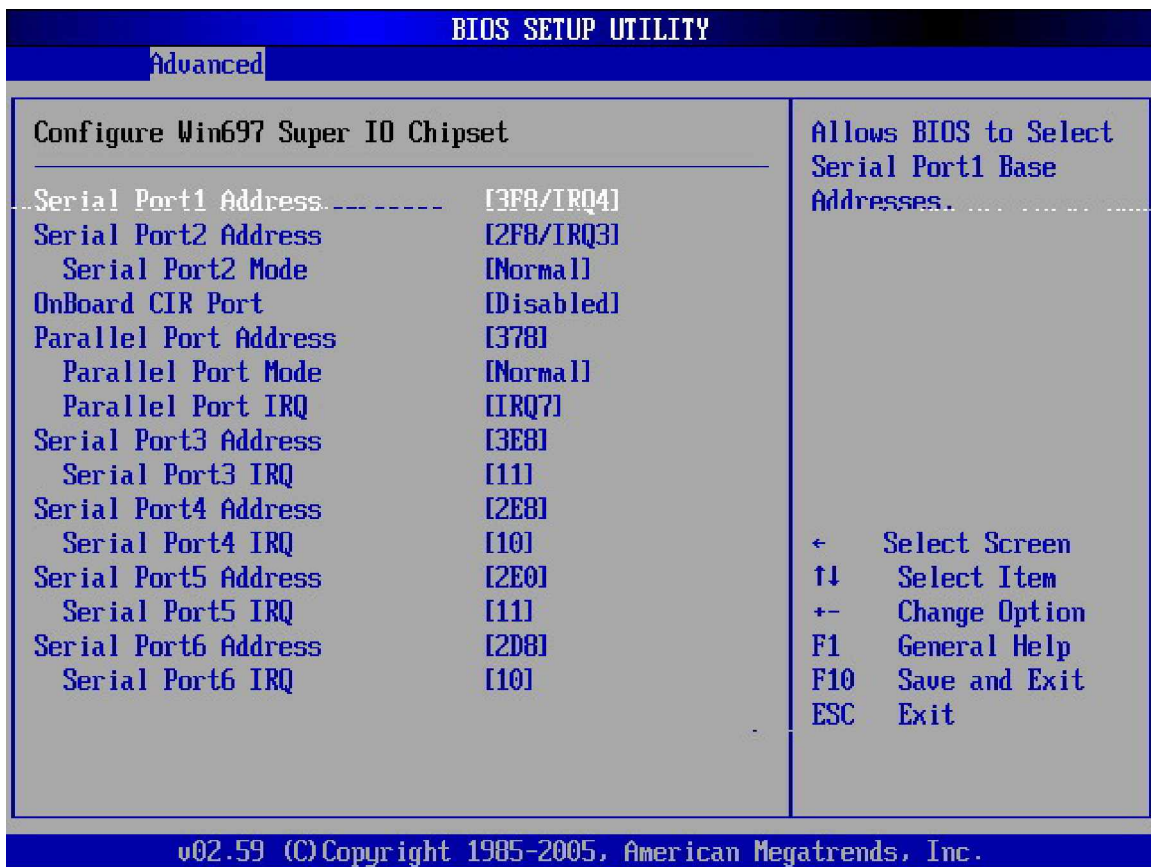 BIOS SETUP UTILITY
Advanced
Configure Win697 Super IO Chipset
Serial Port1 Address [3F8/IRQ4]
Serial Port2 Address [2F8/IRQ3]
Serial Port2 Mode [Normal]
OnBoard CIR Port [Disabled]
Parallel Port Address [378]
Parallel Port Mode [Normal]
Parallel Port IRQ [IRQ7]
Serial Port3 Address [3E8]
Serial Port3 IRQ [11]
Serial Port4 Address [2E8]
Serial Port4 IRQ [10]
Serial Port5 Address [2E0]
Serial Port5 IRQ [11]
Serial Port6 Address [2D8]
Serial Port6 IRQ [10]
Allows BIOS to Select
Serial Port1 Base
Addresses.
← Select Screen
↑↓ Select Item
+- Change Option
F1 General Help
F10 Save and Exit
ESC Exit
v02.59 (C)Copyright 1985-2005, American Megatrends, Inc.